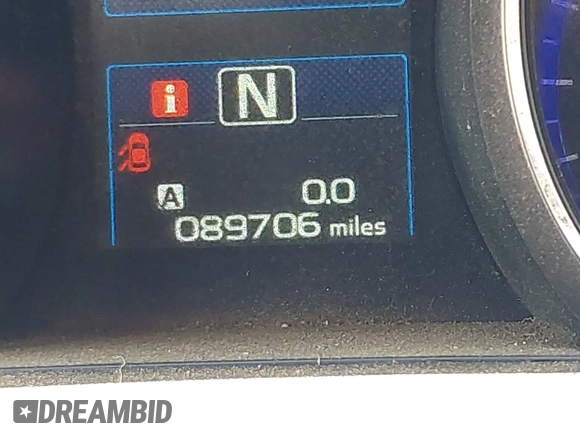 i N
A 0.0
089706 miles
DREAMBID